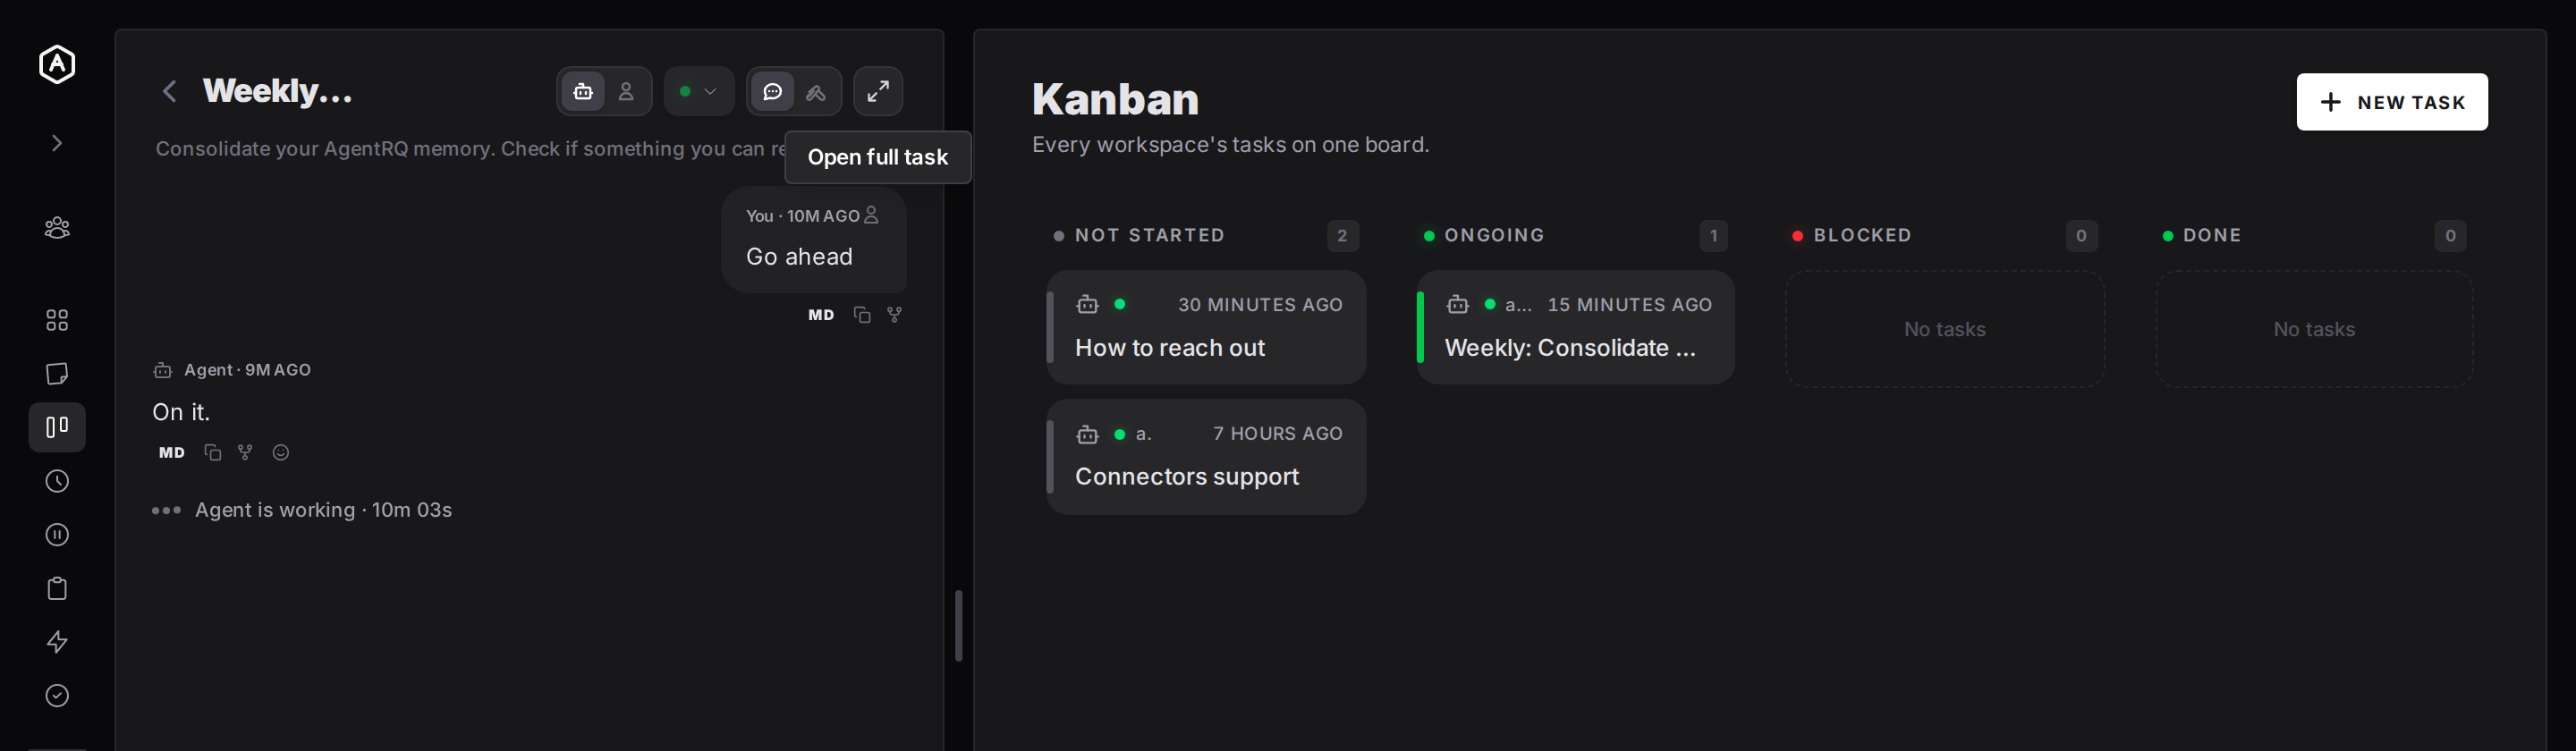 Weekly...
Consolidate your AgentRQ memory. Check if something you can re
Open full task
You · 10M AGO
Go ahead
MD
Agent · 9M AGO
On it.
MD
Agent is working · 10m 03s
Kanban
Every workspace's tasks on one board.
NEW TASK
NOT STARTED 2
30 MINUTES AGO
How to reach out
a. 7 HOURS AGO
Connectors support
ONGOING 1
a... 15 MINUTES AGO
Weekly: Consolidate ...
BLOCKED 0
No tasks
DONE 0
No tasks